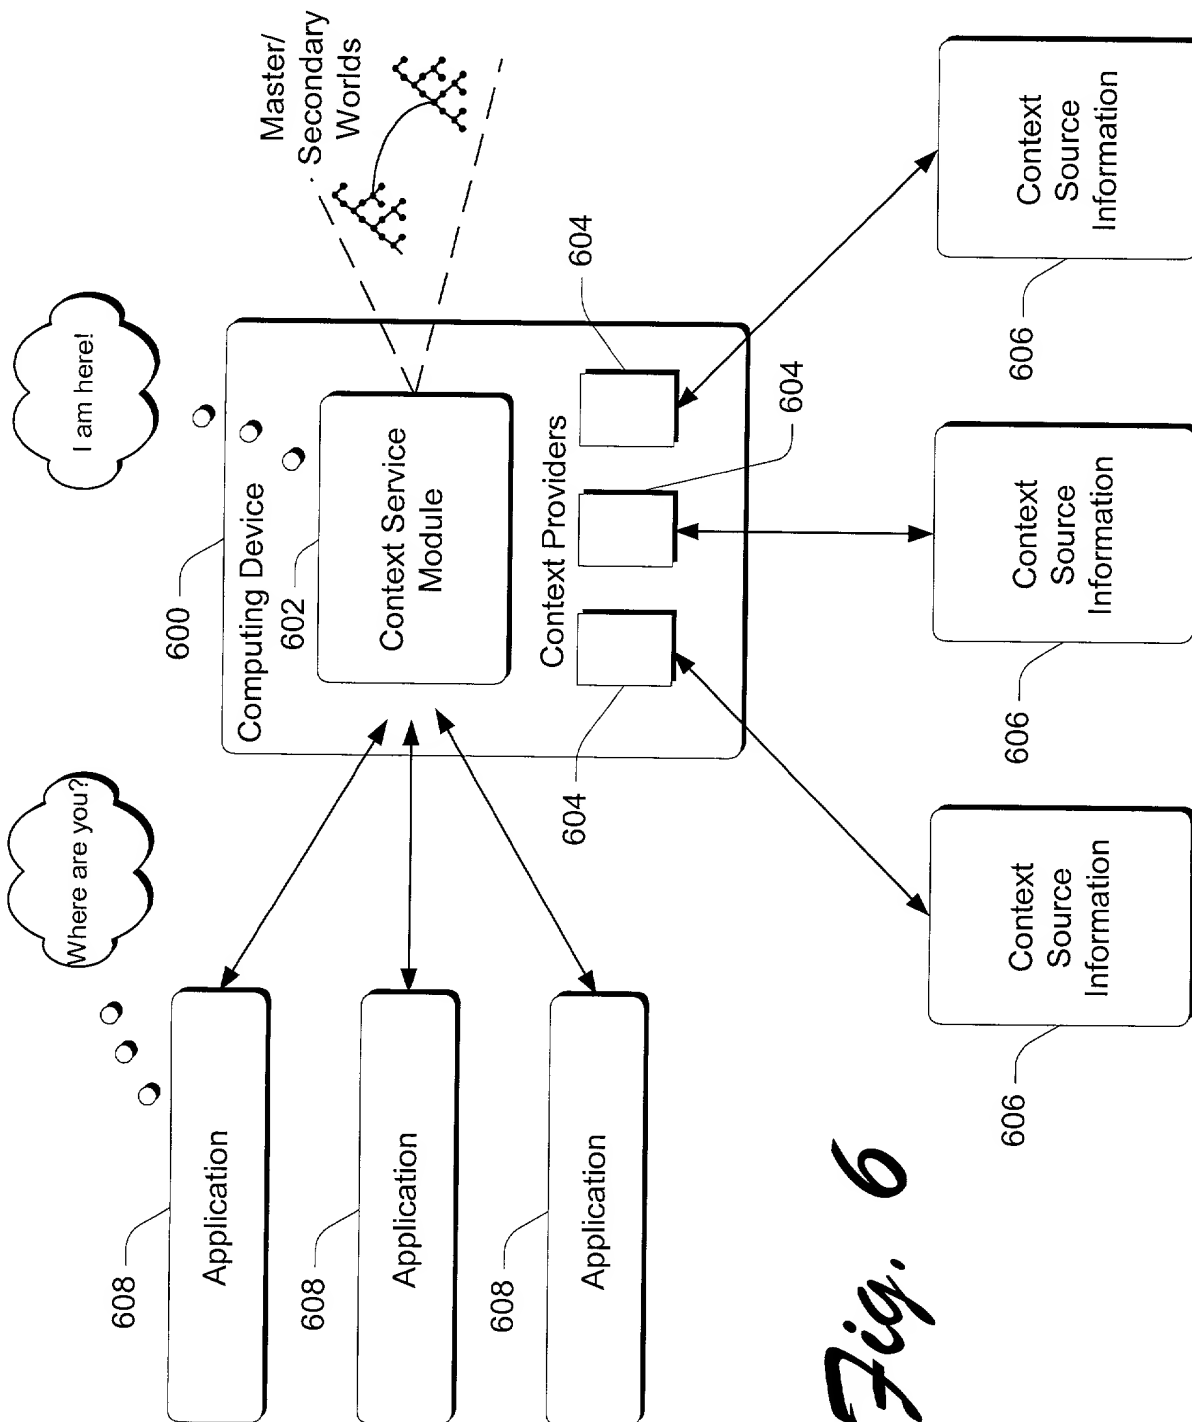 Where are you?
I am here!
608
Application
608
Application
608
Application
600
Computing Device
602
Context Service
Module
Context Providers
604
604
604
Master/
Secondary
Worlds
606
Context
Source
Information
606
Context
Source
Information
606
Context
Source
Information
Fig. 6